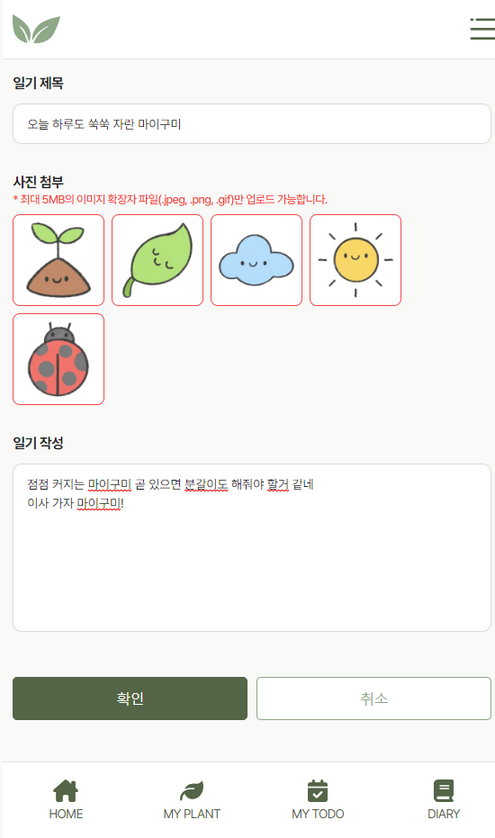 일기 제목
오늘 하루도 쑥쑥 자란 마이구미
사진 첨부
* 최대 5MB의 이미지 확장자 파일(.jpeg, .png, .gif)만 업로드 가능합니다.
일기 작성
점점 커지는 마이구미 곧 있으면 분갈이도 해줘야 할거 같네
이사 가자 마이구미!
확인
취소
HOME
MY PLANT
MY TODO
DIARY